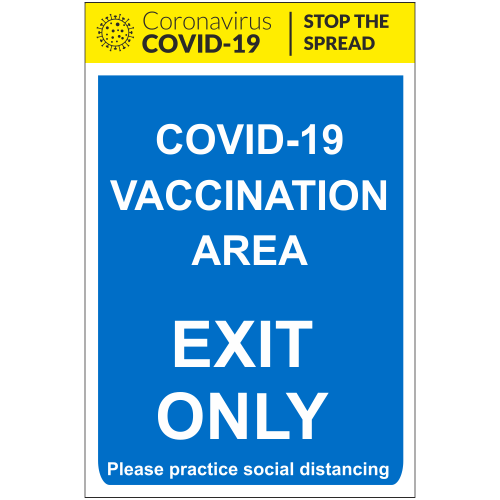 Coronavirus
COVID-19
STOP THE
SPREAD
COVID-19
VACCINATION
AREA
EXIT
ONLY
Please practice social distancing